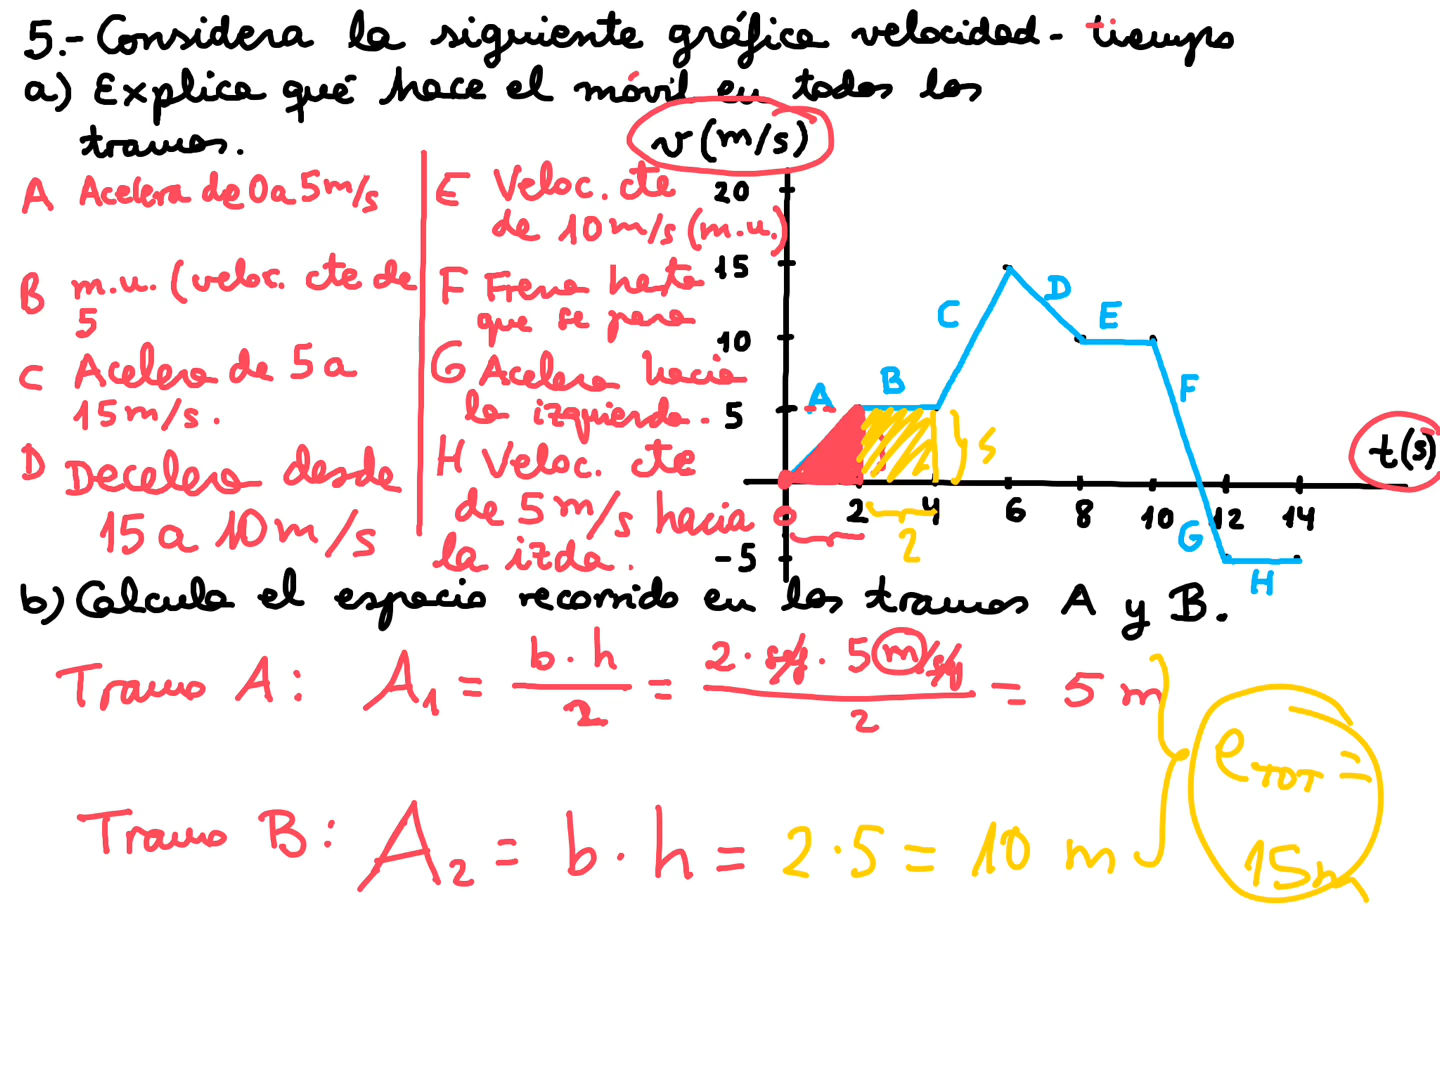 5.- Considera la siguiente gráfica velocidad - tiempo
a) Explica qué hace el móvil en todos los
tramos.
A Acelera de 0 a 5 m/s
B m.u. (veloc. cte de
5
C Acelera de 5 a
15 m/s.
D Decelera desde
15 a 10 m/s
E Veloc. cte
de 10 m/s (m.u.)
F Frena hasta
que se para
G Acelera hacia
la izquierda.
H Veloc. cte
de 5 m/s hacia
la izda.
v (m/s)
20
15
10
5
0
-5
2 4 6 8 10 12 14
t(s)
A
B
C
D
E
F
G
H
5
2
b) Calcula el espacio recorrido en los tramos A y B.
Tramo A: A₁ = b · h / 2 = 2 · s · 5 m/s / 2 = 5 m
Tramo B: A₂ = b · h = 2 · 5 = 10 m
e TOT =
15 m